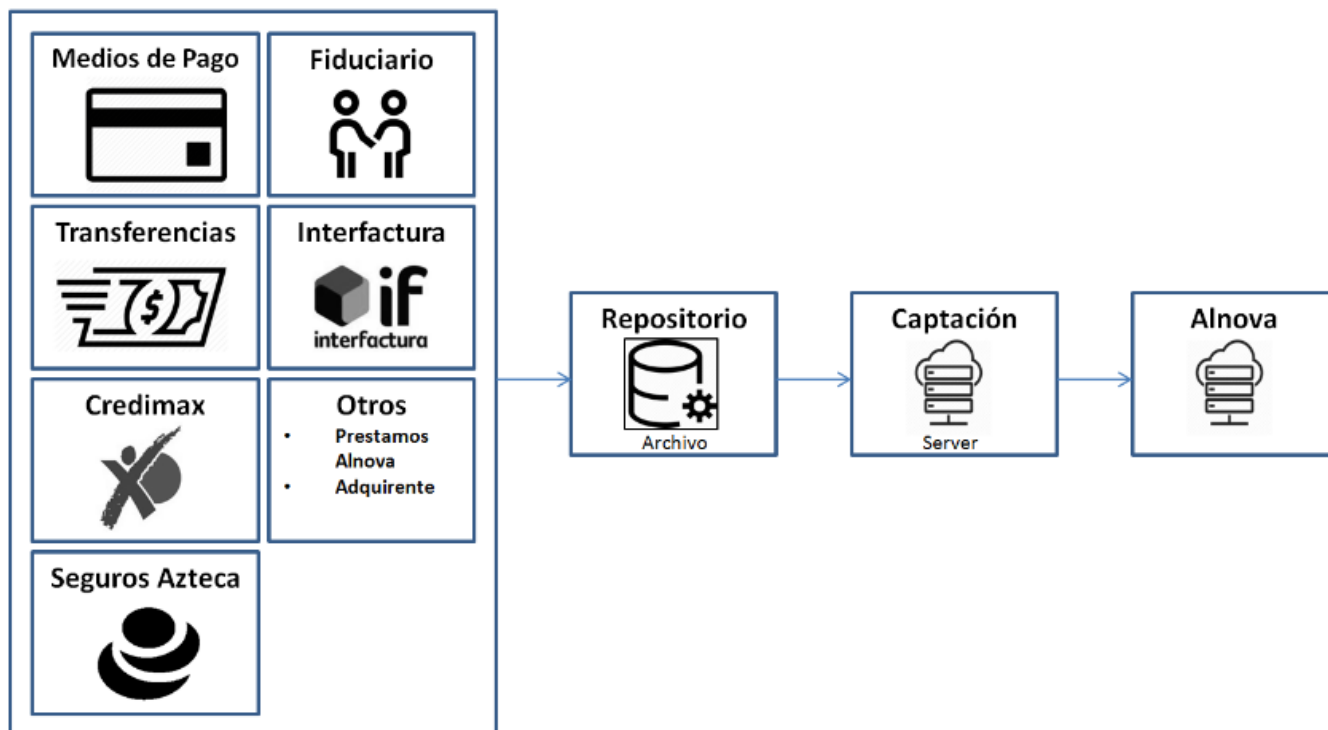 Medios de Pago
Fiduciario
Transferencias
$
Interfactura
if
interfactura
Credimax
Otros
• Prestamos
Alnova
• Adquirente
Seguros Azteca
Repositorio
Archivo
Captación
Server
Alnova